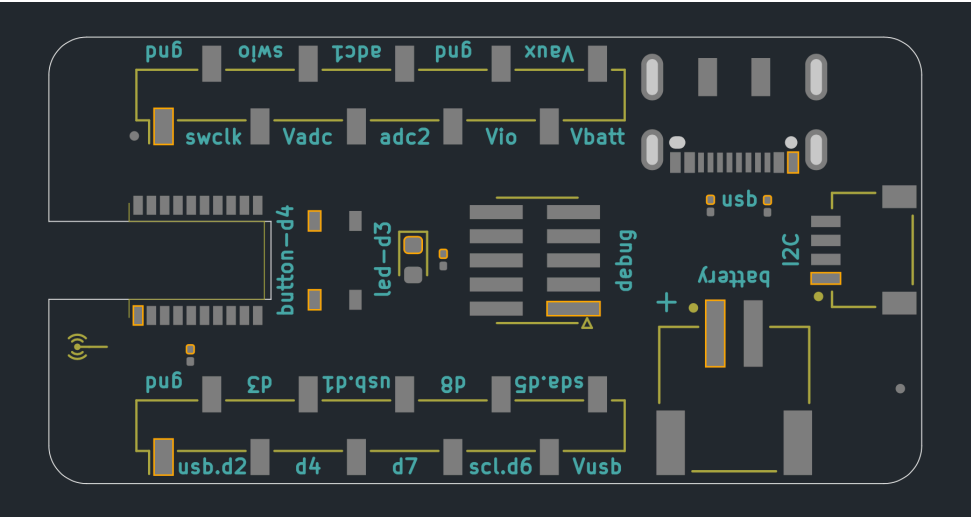 gnd swio adc1 gnd Vaux
swclk Vadc adc2 Vio Vbatt
button-d4
led-d3
debug
usb
I2C
battery
+
gnd d3 usb.d1 d8 sda.d5
usb.d2 d4 d7 scl.d6 Vusb